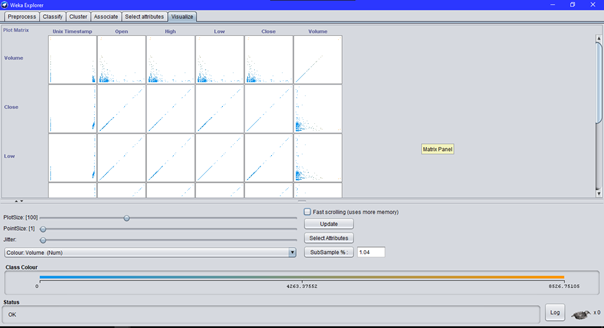 Weka Explorer
Preprocess Classify Cluster Associate Select attributes Visualize
Plot Matrix Unix Timestamp Open High Low Close Volume
Volume
Close
Low
Matrix Panel
PlotSize: [100]
PointSize: [1]
Jitter:
Fast scrolling (uses more memory)
Update
Select Attributes
Colour: Volume (Num)
SubSample %: 1.04
Class Colour
0 4263.37552 8526.75105
Status
OK
Log x 0